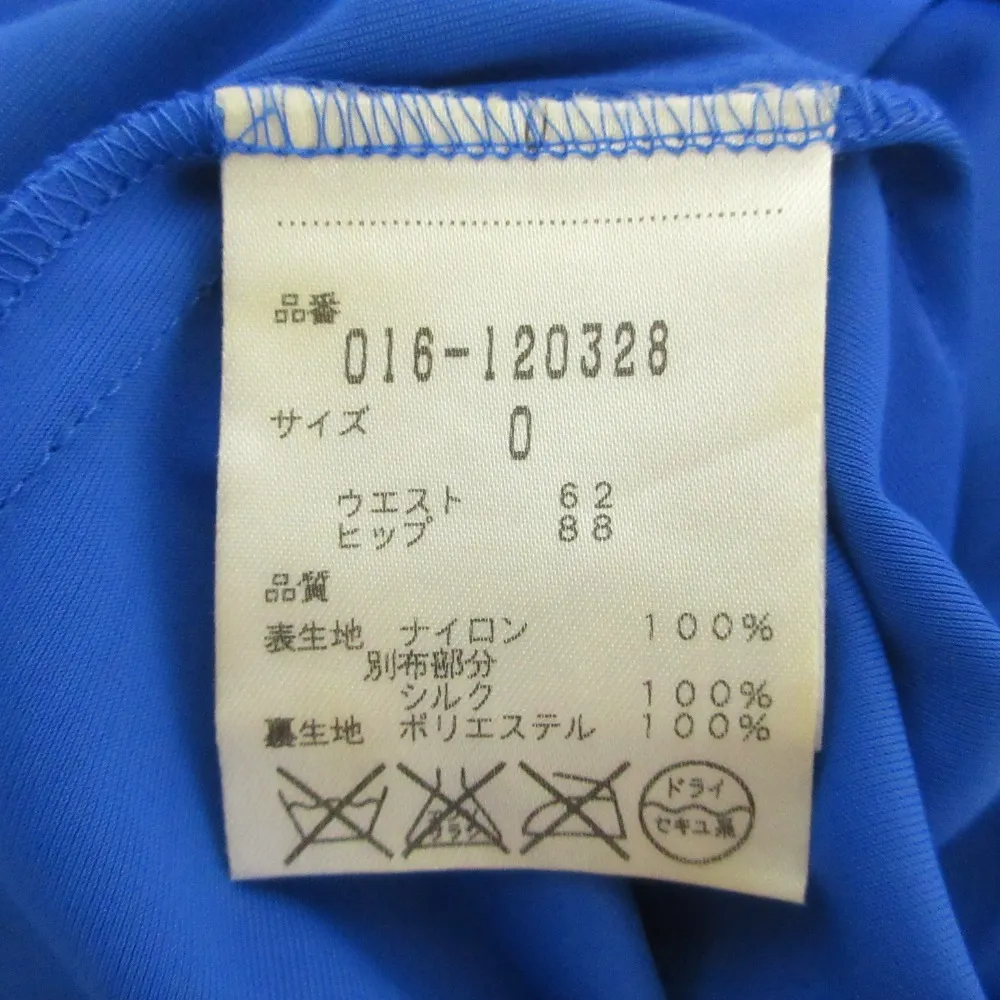 品番
016-120328
サイズ 0
ウエスト 62
ヒップ 88
品質
表生地 ナイロン 100%
別布部分
シルク 100%
裏生地 ポリエステル 100%
ドライ
セキユ系